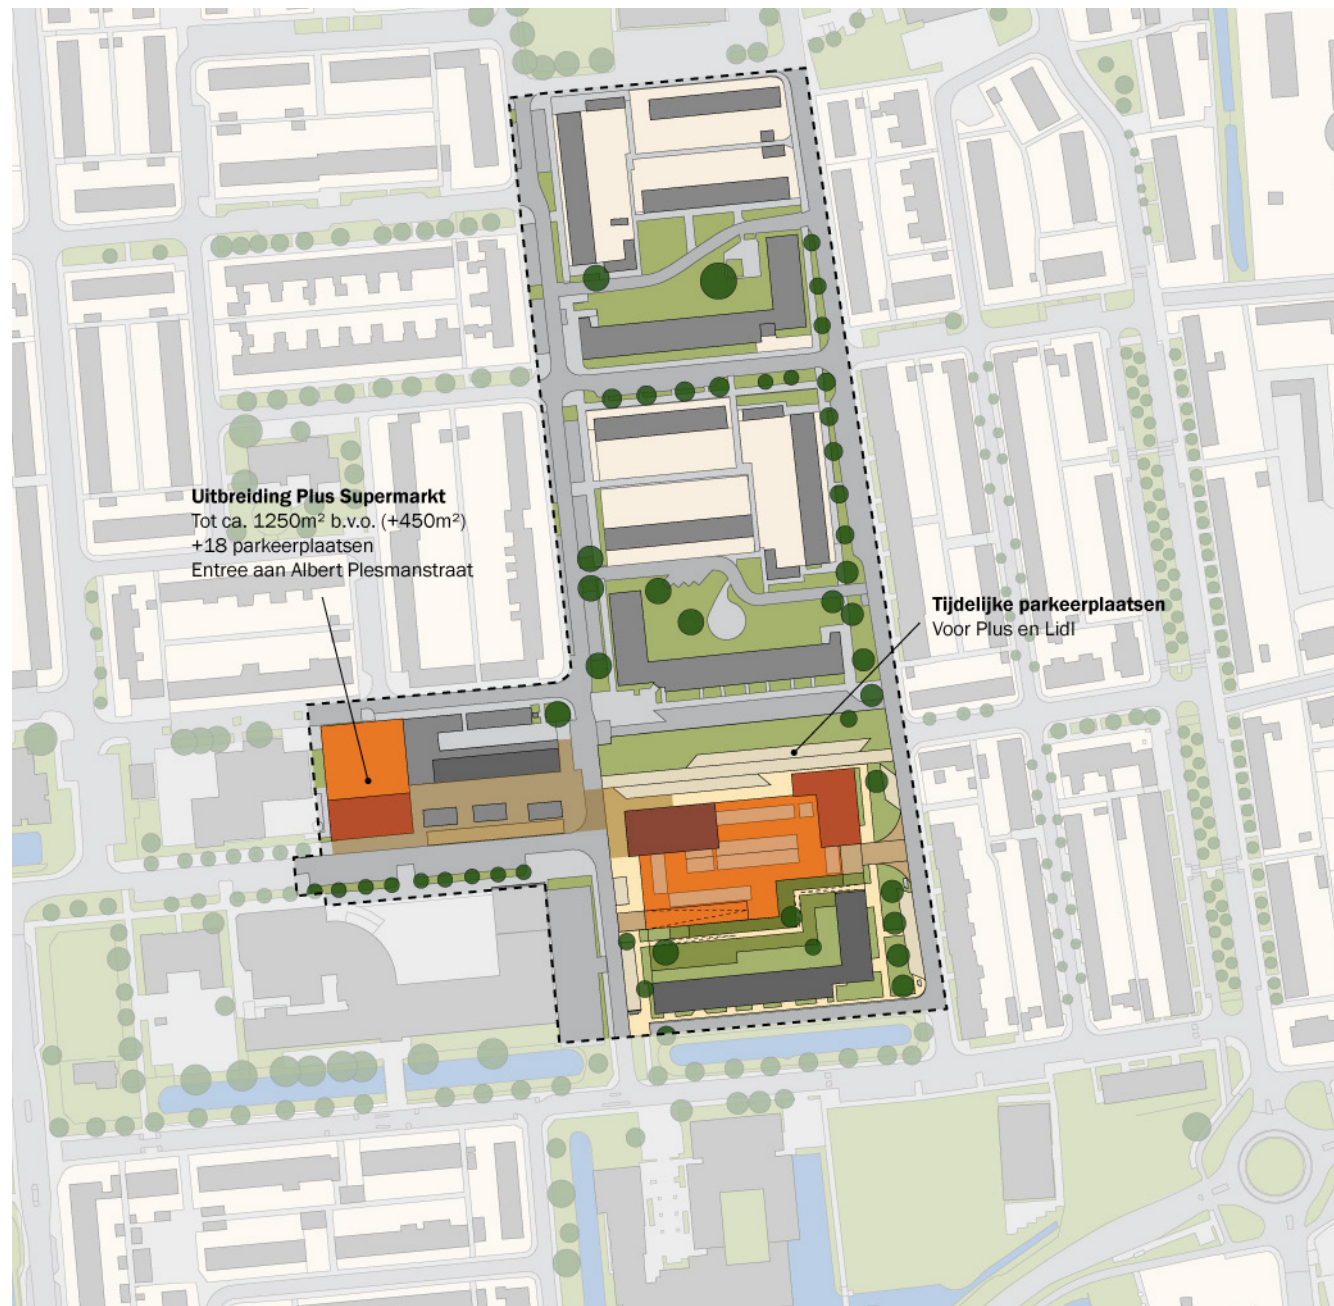 Uitbreiding Plus Supermarkt
Tot ca. 1250m² b.v.o. (+450m²)
+18 parkeerplaatsen
Entree aan Albert Plesmanstraat
Tijdelijke parkeerplaatsen
Voor Plus en Lidl